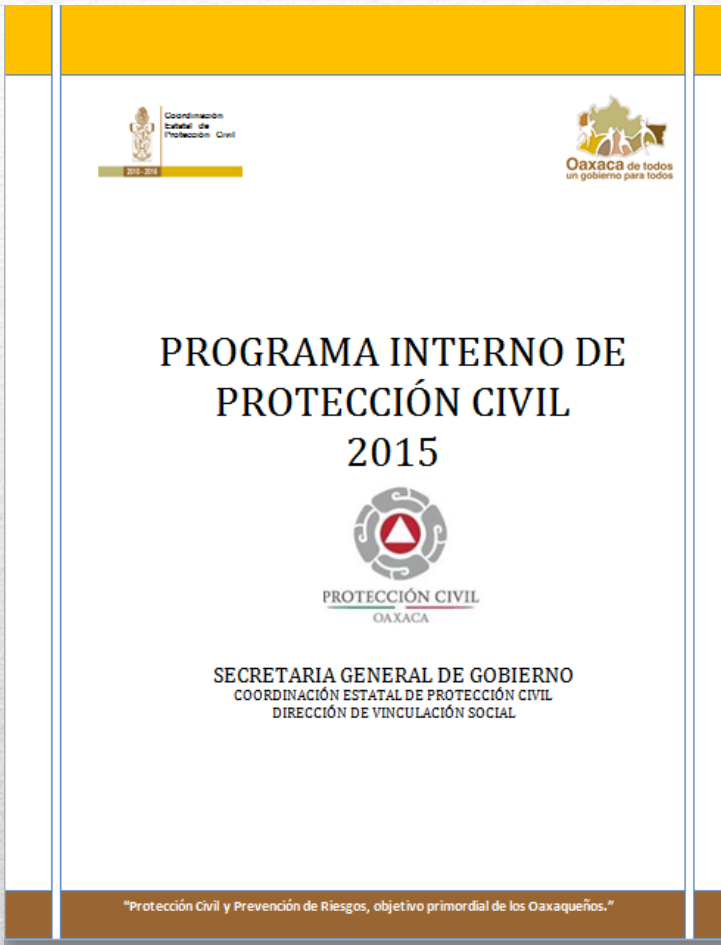 Coordinación
Estatal de
Protección Civil
2010 - 2016
Oaxaca de todos
un gobierno para todos
PROGRAMA INTERNO DE
PROTECCIÓN CIVIL
2015
PROTECCIÓN CIVIL
OAXACA
SECRETARIA GENERAL DE GOBIERNO
COORDINACIÓN ESTATAL DE PROTECCIÓN CIVIL
DIRECCIÓN DE VINCULACIÓN SOCIAL
“Protección Civil y Prevención de Riesgos, objetivo primordial de los Oaxaqueños.”